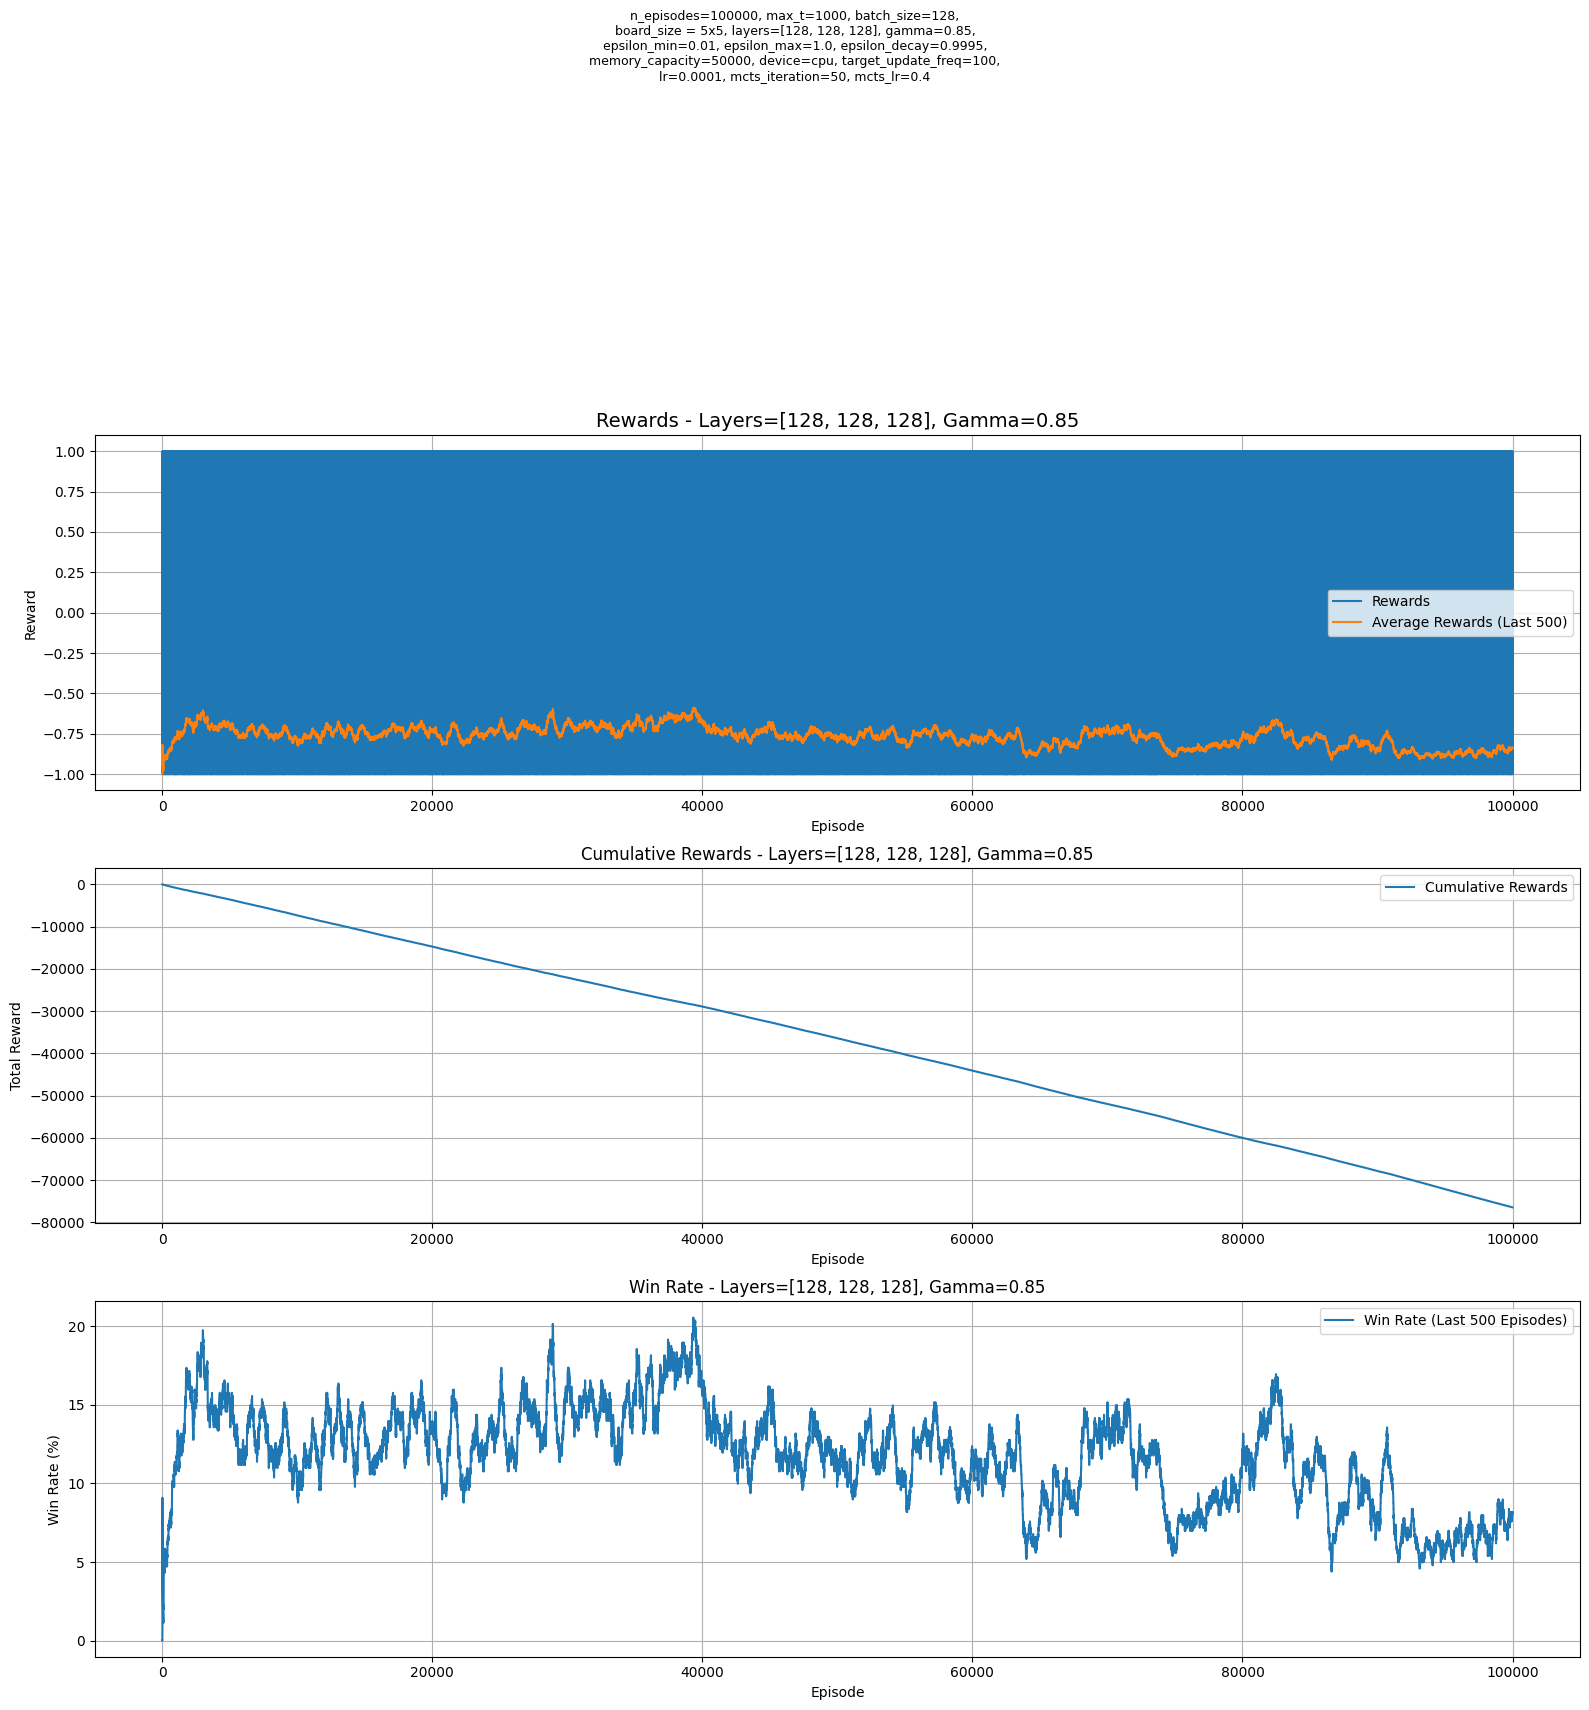 n_episodes=100000, max_t=1000, batch_size=128,
board_size = 5x5, layers=[128, 128, 128], gamma=0.85,
epsilon_min=0.01, epsilon_max=1.0, epsilon_decay=0.9995,
memory_capacity=50000, device=cpu, target_update_freq=100,
lr=0.0001, mcts_iteration=50, mcts_lr=0.4
Rewards - Layers=[128, 128, 128], Gamma=0.85
1.00
0.75
0.50
0.25
0.00
−0.25
−0.50
−0.75
−1.00
Reward
Rewards
Average Rewards (Last 500)
0 20000 40000 60000 80000 100000
Episode
Cumulative Rewards - Layers=[128, 128, 128], Gamma=0.85
0
−10000
−20000
−30000
−40000
−50000
−60000
−70000
−80000
Total Reward
Cumulative Rewards
0 20000 40000 60000 80000 100000
Episode
Win Rate - Layers=[128, 128, 128], Gamma=0.85
20
15
10
5
0
Win Rate (%)
Win Rate (Last 500 Episodes)
0 20000 40000 60000 80000 100000
Episode